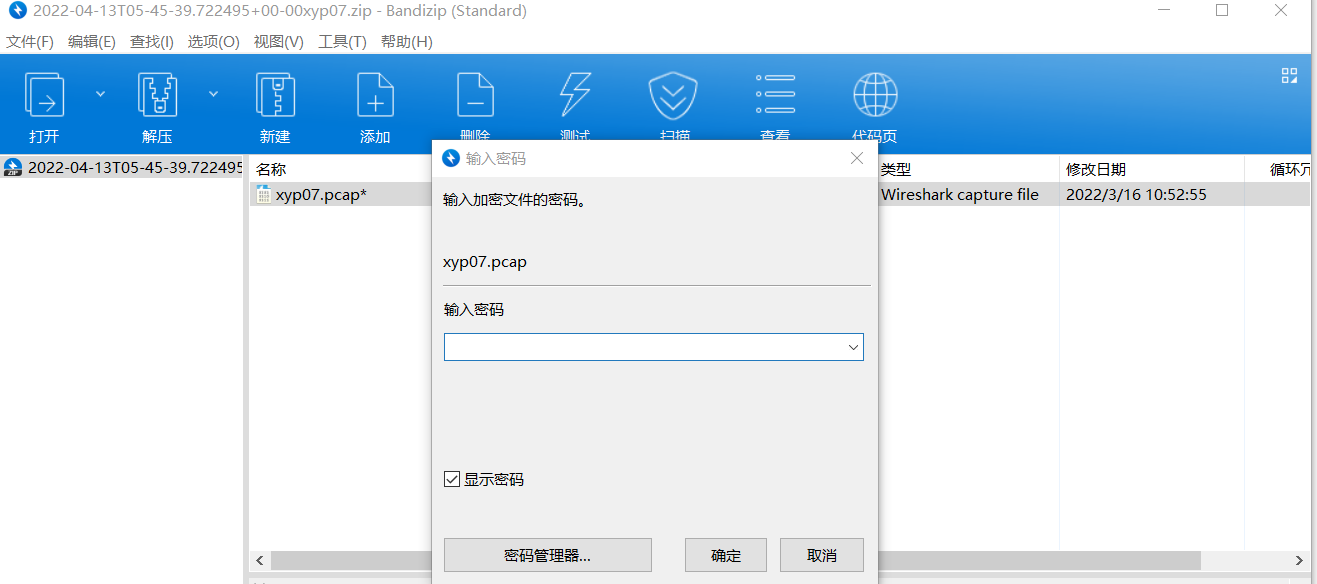 2022-04-13T05-45-39.722495+00-00xyp07.zip - Bandizip (Standard)
文件(F) 编辑(E) 查找(I) 选项(O) 视图(V) 工具(T) 帮助(H)
打开 解压 新建 添加 删除 测试 扫描 查看 代码页
2022-04-13T05-45-39.722495
名称 类型 修改日期 循环冗
xyp07.pcap* Wireshark capture file 2022/3/16 10:52:55
输入密码
输入加密文件的密码。
xyp07.pcap
输入密码
显示密码
密码管理器... 确定 取消